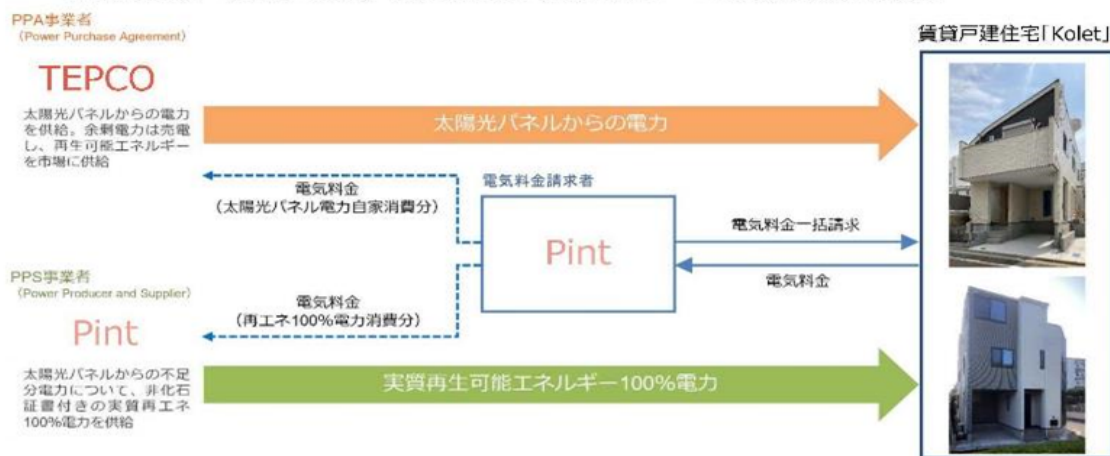 PPA事業者
(Power Purchase Agreement)
TEPCO
太陽光パネルからの電力
を供給。余剰電力は売電
し、再生可能エネルギー
を市場に供給
太陽光パネルからの電力
賃貸戸建住宅「Kolet」
電気料金
(太陽光パネル電力自家消費分)
電気料金請求者
Pint
電気料金一括請求
電気料金
PPS事業者
(Power Producer and Supplier)
Pint
太陽光パネルからの不足
分電力について、非化石
証書付きの実質再エネ
100%電力を供給
電気料金
(再エネ100%電力消費分)
実質再生可能エネルギー100%電力